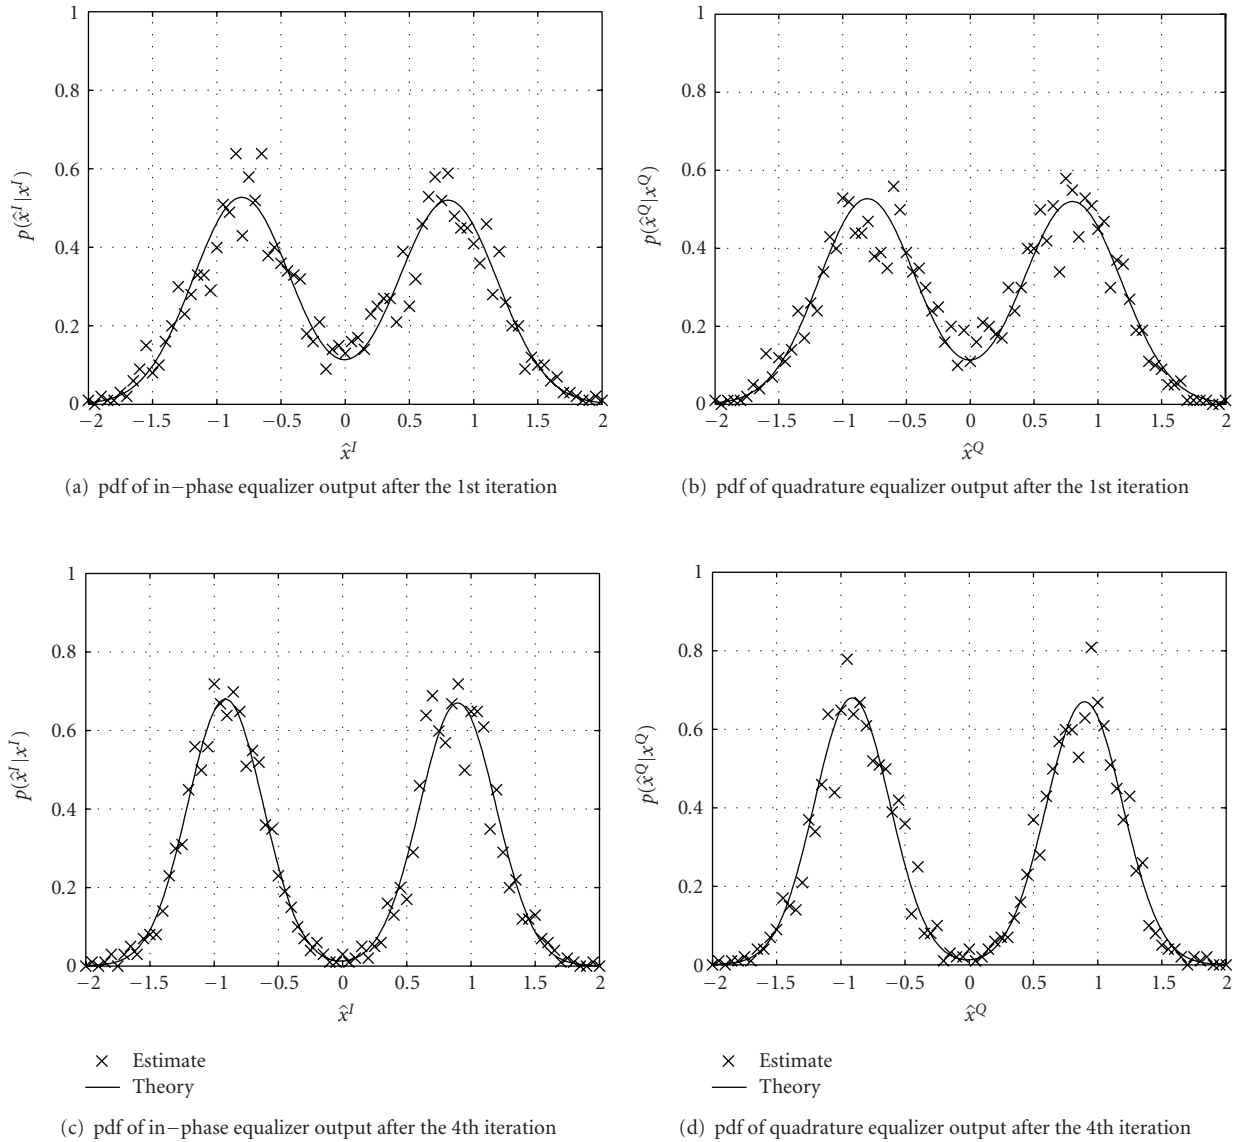 1
0.8
0.6
0.4
0.2
0
−2 −1.5 −1 −0.5 0 0.5 1 1.5 2
p(x̂ᴵ|xᴵ)
x̂ᴵ
(a) pdf of in−phase equalizer output after the 1st iteration
1
0.8
0.6
0.4
0.2
0
−2 −1.5 −1 −0.5 0 0.5 1 1.5 2
p(x̂Q|xQ)
x̂Q
(b) pdf of quadrature equalizer output after the 1st iteration
1
0.8
0.6
0.4
0.2
0
−2 −1.5 −1 −0.5 0 0.5 1 1.5 2
p(x̂ᴵ|xᴵ)
x̂ᴵ
Estimate
Theory
(c) pdf of in−phase equalizer output after the 4th iteration
1
0.8
0.6
0.4
0.2
0
−2 −1.5 −1 −0.5 0 0.5 1 1.5 2
p(x̂Q|xQ)
x̂Q
Estimate
Theory
(d) pdf of quadrature equalizer output after the 4th iteration